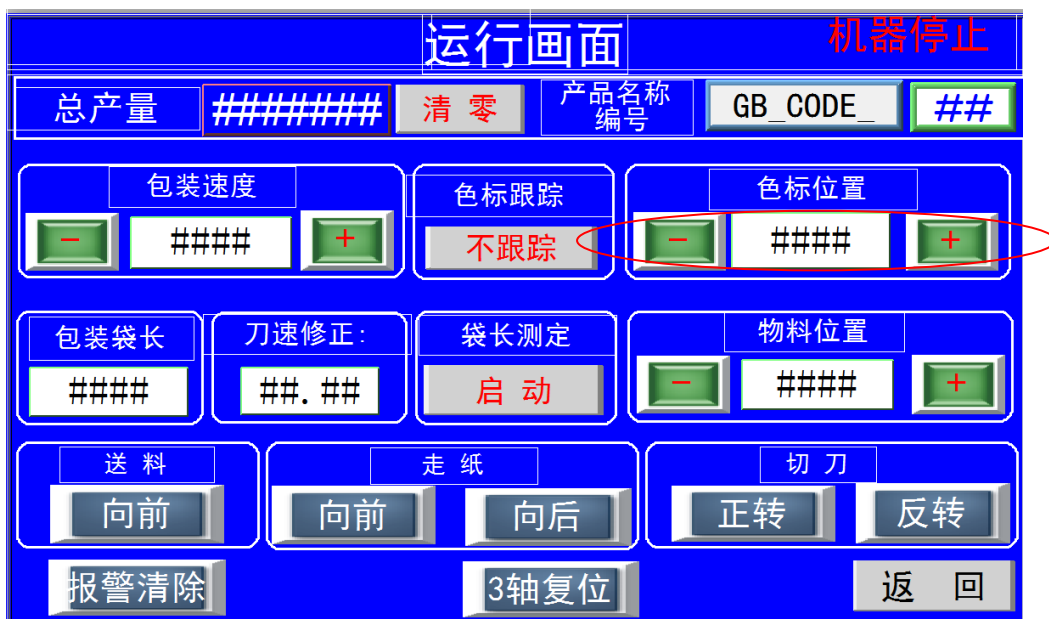 运行画面
机器停止
总产量
#######
清 零
产品名称
编号
GB_CODE_
##
包装速度
- #### +
色标跟踪
不跟踪
色标位置
- #### +
包装袋长
####
刀速修正:
##.##
袋长测定
启 动
物料位置
- #### +
送 料
向前
走 纸
向前
向后
切 刀
正转
反转
报警清除
3轴复位
返 回